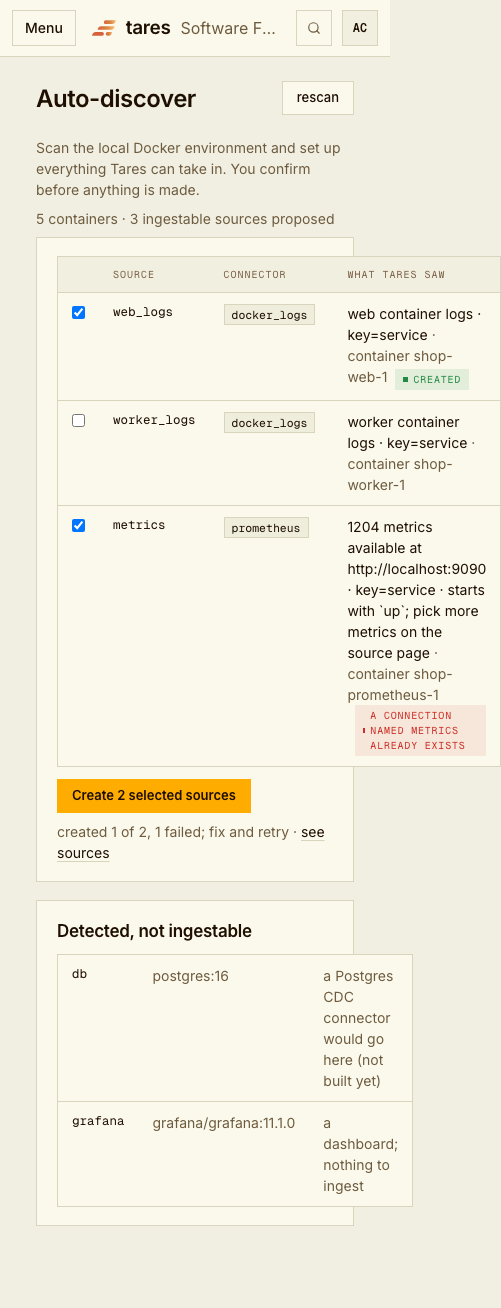 Menu
tares
Software F...
AC
Auto-discover
rescan
Scan the local Docker environment and set up
everything Tares can take in. You confirm
before anything is made.
5 containers · 3 ingestable sources proposed
SOURCE
CONNECTOR
WHAT TARES SAW
web_logs
docker_logs
web container logs ·
key=service ·
container shop-
web-1
CREATED
worker_logs
docker_logs
worker container
logs · key=service ·
container shop-
worker-1
metrics
prometheus
1204 metrics
available at
http://localhost:9090
· key=service · starts
with `up`; pick more
metrics on the
source page ·
container shop-
prometheus-1
A CONNECTION
NAMED METRICS
ALREADY EXISTS
Create 2 selected sources
created 1 of 2, 1 failed; fix and retry · see
sources
Detected, not ingestable
db
postgres:16
a Postgres
CDC
connector
would go
here (not
built yet)
grafana
grafana/grafana:11.1.0
a
dashboard;
nothing to
ingest